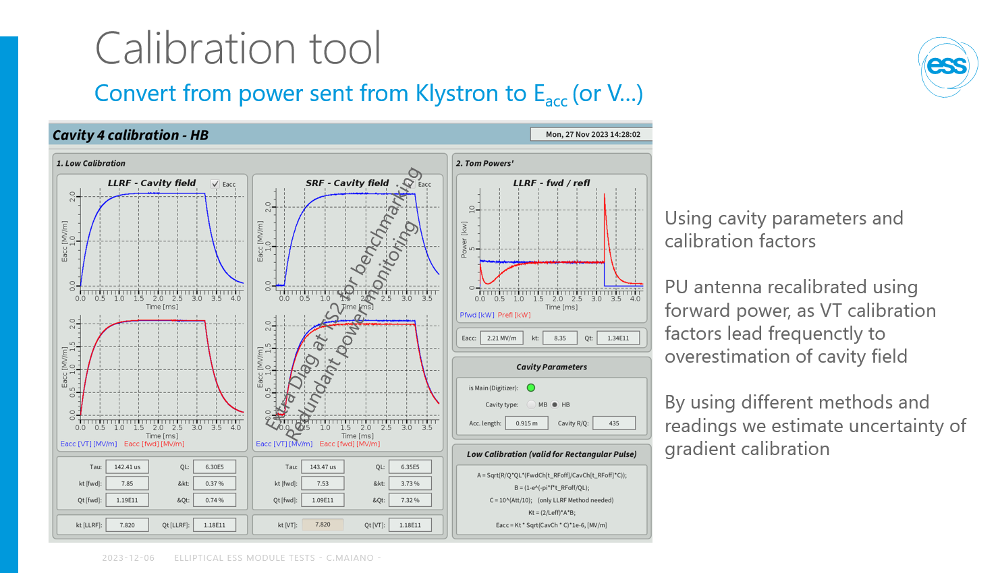 Calibration tool
Convert from power sent from Klystron to Eacc (or V...)
ess
Cavity 4 calibration - HB
Mon, 27 Nov 2023 14:28:02
1. Low Calibration
LLRF - Cavity field
Eacc
Eacc [MV/m]
2.0
1.0
0.0
0.0 0.5 1.0 1.5 2.0 2.5 3.0 3.5 4.0
Time [ms]
SRF - Cavity field
Eacc
Eacc [MV/m]
2.0
1.0
0.0
0.0 0.5 1.0 1.5 2.0 2.5 3.0 3.5
Time [ms]
Eacc [MV/m]
2.0
1.5
1.0
0.5
0.0
0.0 0.5 1.0 1.5 2.0 2.5 3.0 3.5 4.0
Time [ms]
Eacc [VT] [MV/m] Eacc [fwd] [MV/m]
Eacc [MV/m]
2.0
1.5
1.0
0.5
0.0
0.0 0.5 1.0 1.5 2.0 2.5 3.0 3.5
Time [ms]
Eacc [VT] [MV/m] Eacc [fwd] [MV/m]
Extra Diag at TS2 for benchmarking
Redundant power monitoring
Tau: 142.41 us QL: 6.30E5
kt [fwd]: 7.85 &kt: 0.37 %
Qt [fwd]: 1.19E11 &Qt: 0.74 %
kt [LLRF]: 7.820 Qt [LLRF]: 1.18E11
Tau: 143.47 us QL: 6.35E5
kt [fwd]: 7.53 &kt: 3.73 %
Qt [fwd]: 1.09E11 &Qt: 7.32 %
kt [VT]: 7.820 Qt [VT]: 1.18E11
2. Tom Powers'
LLRF - fwd / refl
Power [kw]
10
5
0
0.0 0.5 1.0 1.5 2.0 2.5 3.0 3.5 4.0
Time [ms]
Pfwd [kW] Prefl [kW]
Eacc: 2.21 MV/m kt: 8.35 Qt: 1.34E11
Cavity Parameters
is Main (Digitizer):
Cavity type: MB HB
Acc. length: 0.915 m Cavity R/Q: 435
Low Calibration (valid for Rectangular Pulse)
A = Sqrt(R/Q*QL*(FwdCh[t_RFoff]/CavCh[t_RFoff]*C));
B = (1-e^(-pi*f*t_RFoff/QL);
C = 10^(Att/10); (only LLRF Method needed)
Kt = (2/Leff)*A*B;
Eacc = Kt * Sqrt(CavCh * C)*1e-6, [MV/m]
Using cavity parameters and
calibration factors
PU antenna recalibrated using
forward power, as VT calibration
factors lead frequenctly to
overestimation of cavity field
By using different methods and
readings we estimate uncertainty of
gradient calibration
2023-12-06 ELLIPTICAL ESS MODULE TESTS - C.MAIANO -